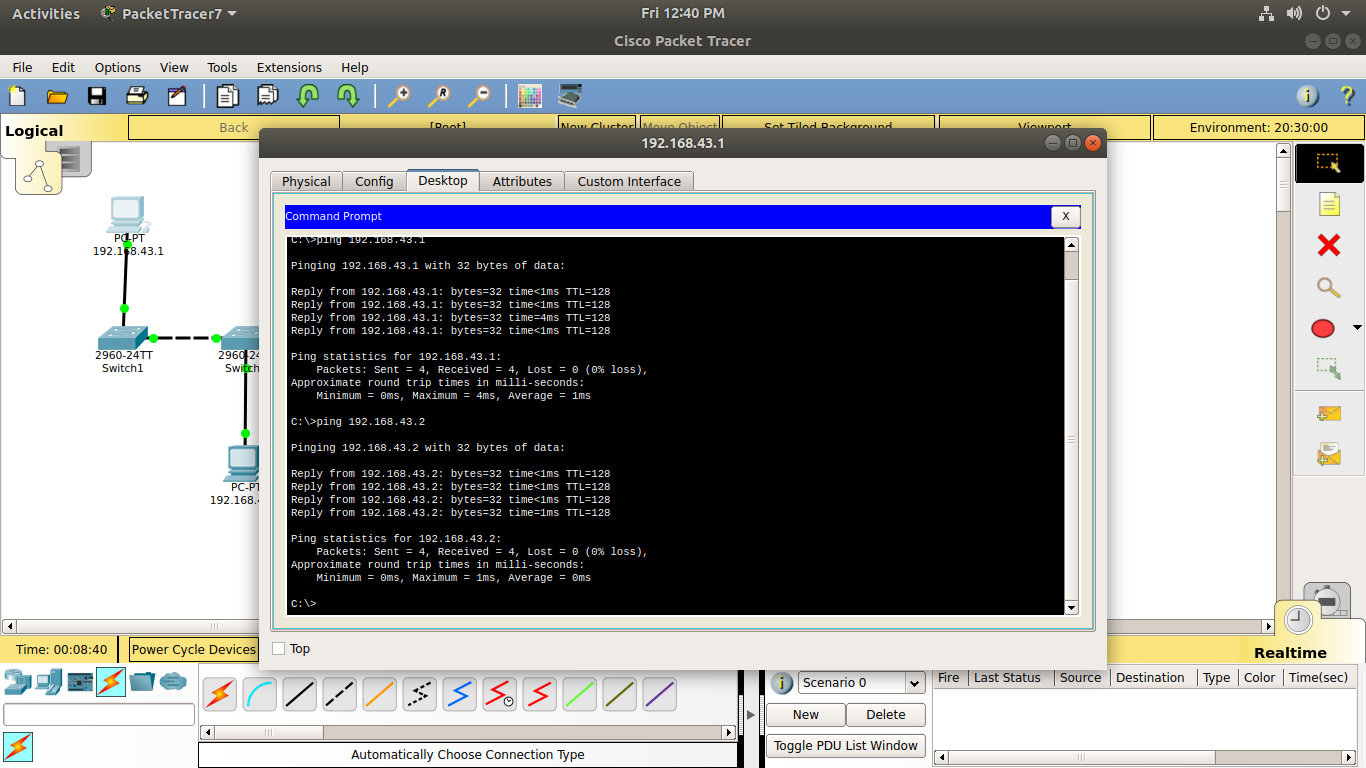 Activities PacketTracer7 Fri 12:40 PM
Cisco Packet Tracer
File Edit Options View Tools Extensions Help
Logical Back [Root] New Cluster Move Object Set Tiled Background Viewport Environment: 20:30:00
192.168.43.1
Physical Config Desktop Attributes Custom Interface
Command Prompt X
C:\>ping 192.168.43.1
Pinging 192.168.43.1 with 32 bytes of data:
Reply from 192.168.43.1: bytes=32 time<1ms TTL=128
Reply from 192.168.43.1: bytes=32 time<1ms TTL=128
Reply from 192.168.43.1: bytes=32 time=4ms TTL=128
Reply from 192.168.43.1: bytes=32 time<1ms TTL=128
Ping statistics for 192.168.43.1:
Packets: Sent = 4, Received = 4, Lost = 0 (0% loss),
Approximate round trip times in milli-seconds:
Minimum = 0ms, Maximum = 4ms, Average = 1ms
C:\>ping 192.168.43.2
Pinging 192.168.43.2 with 32 bytes of data:
Reply from 192.168.43.2: bytes=32 time<1ms TTL=128
Reply from 192.168.43.2: bytes=32 time<1ms TTL=128
Reply from 192.168.43.2: bytes=32 time<1ms TTL=128
Reply from 192.168.43.2: bytes=32 time=1ms TTL=128
Ping statistics for 192.168.43.2:
Packets: Sent = 4, Received = 4, Lost = 0 (0% loss),
Approximate round trip times in milli-seconds:
Minimum = 0ms, Maximum = 1ms, Average = 0ms
C:\>
Top
PC-PT
192.168.43.1
2960-24TT
Switch1
2960-24
Switch
PC-PT
192.168.
Time: 00:08:40 Power Cycle Devices Realtime
Scenario 0
New Delete
Toggle PDU List Window
Fire Last Status Source Destination Type Color Time(sec)
Automatically Choose Connection Type